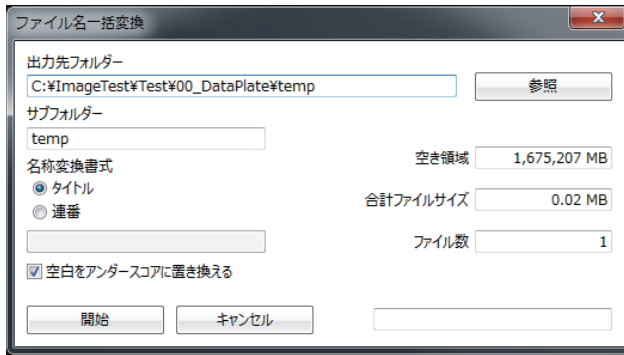 ファイル名一括変換
出力先フォルダー
C:¥ImageTest¥Test¥00_DataPlate¥temp
参照
サブフォルダー
temp
名称変換書式
タイトル
連番
空き領域 1,675,207 MB
合計ファイルサイズ 0.02 MB
ファイル数 1
空白をアンダースコアに置き換える
開始 キャンセル